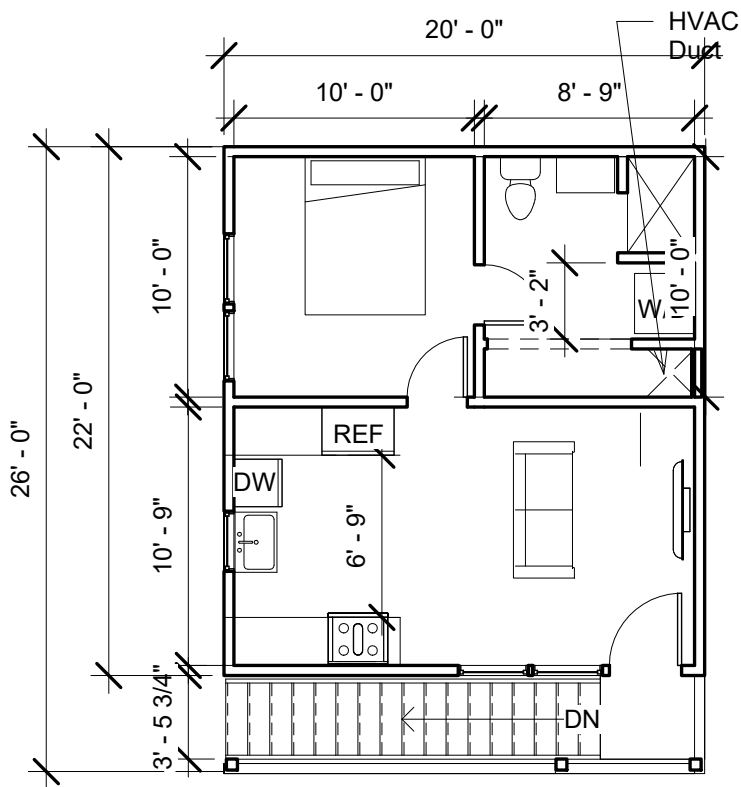 HVAC
Duct
20' - 0"
10' - 0"
8' - 9"
10' - 0"
3' - 2"
10' - 0"
22' - 0"
26' - 0"
REF
DW
10' - 9"
6' - 9"
DN
3' - 5 3/4"